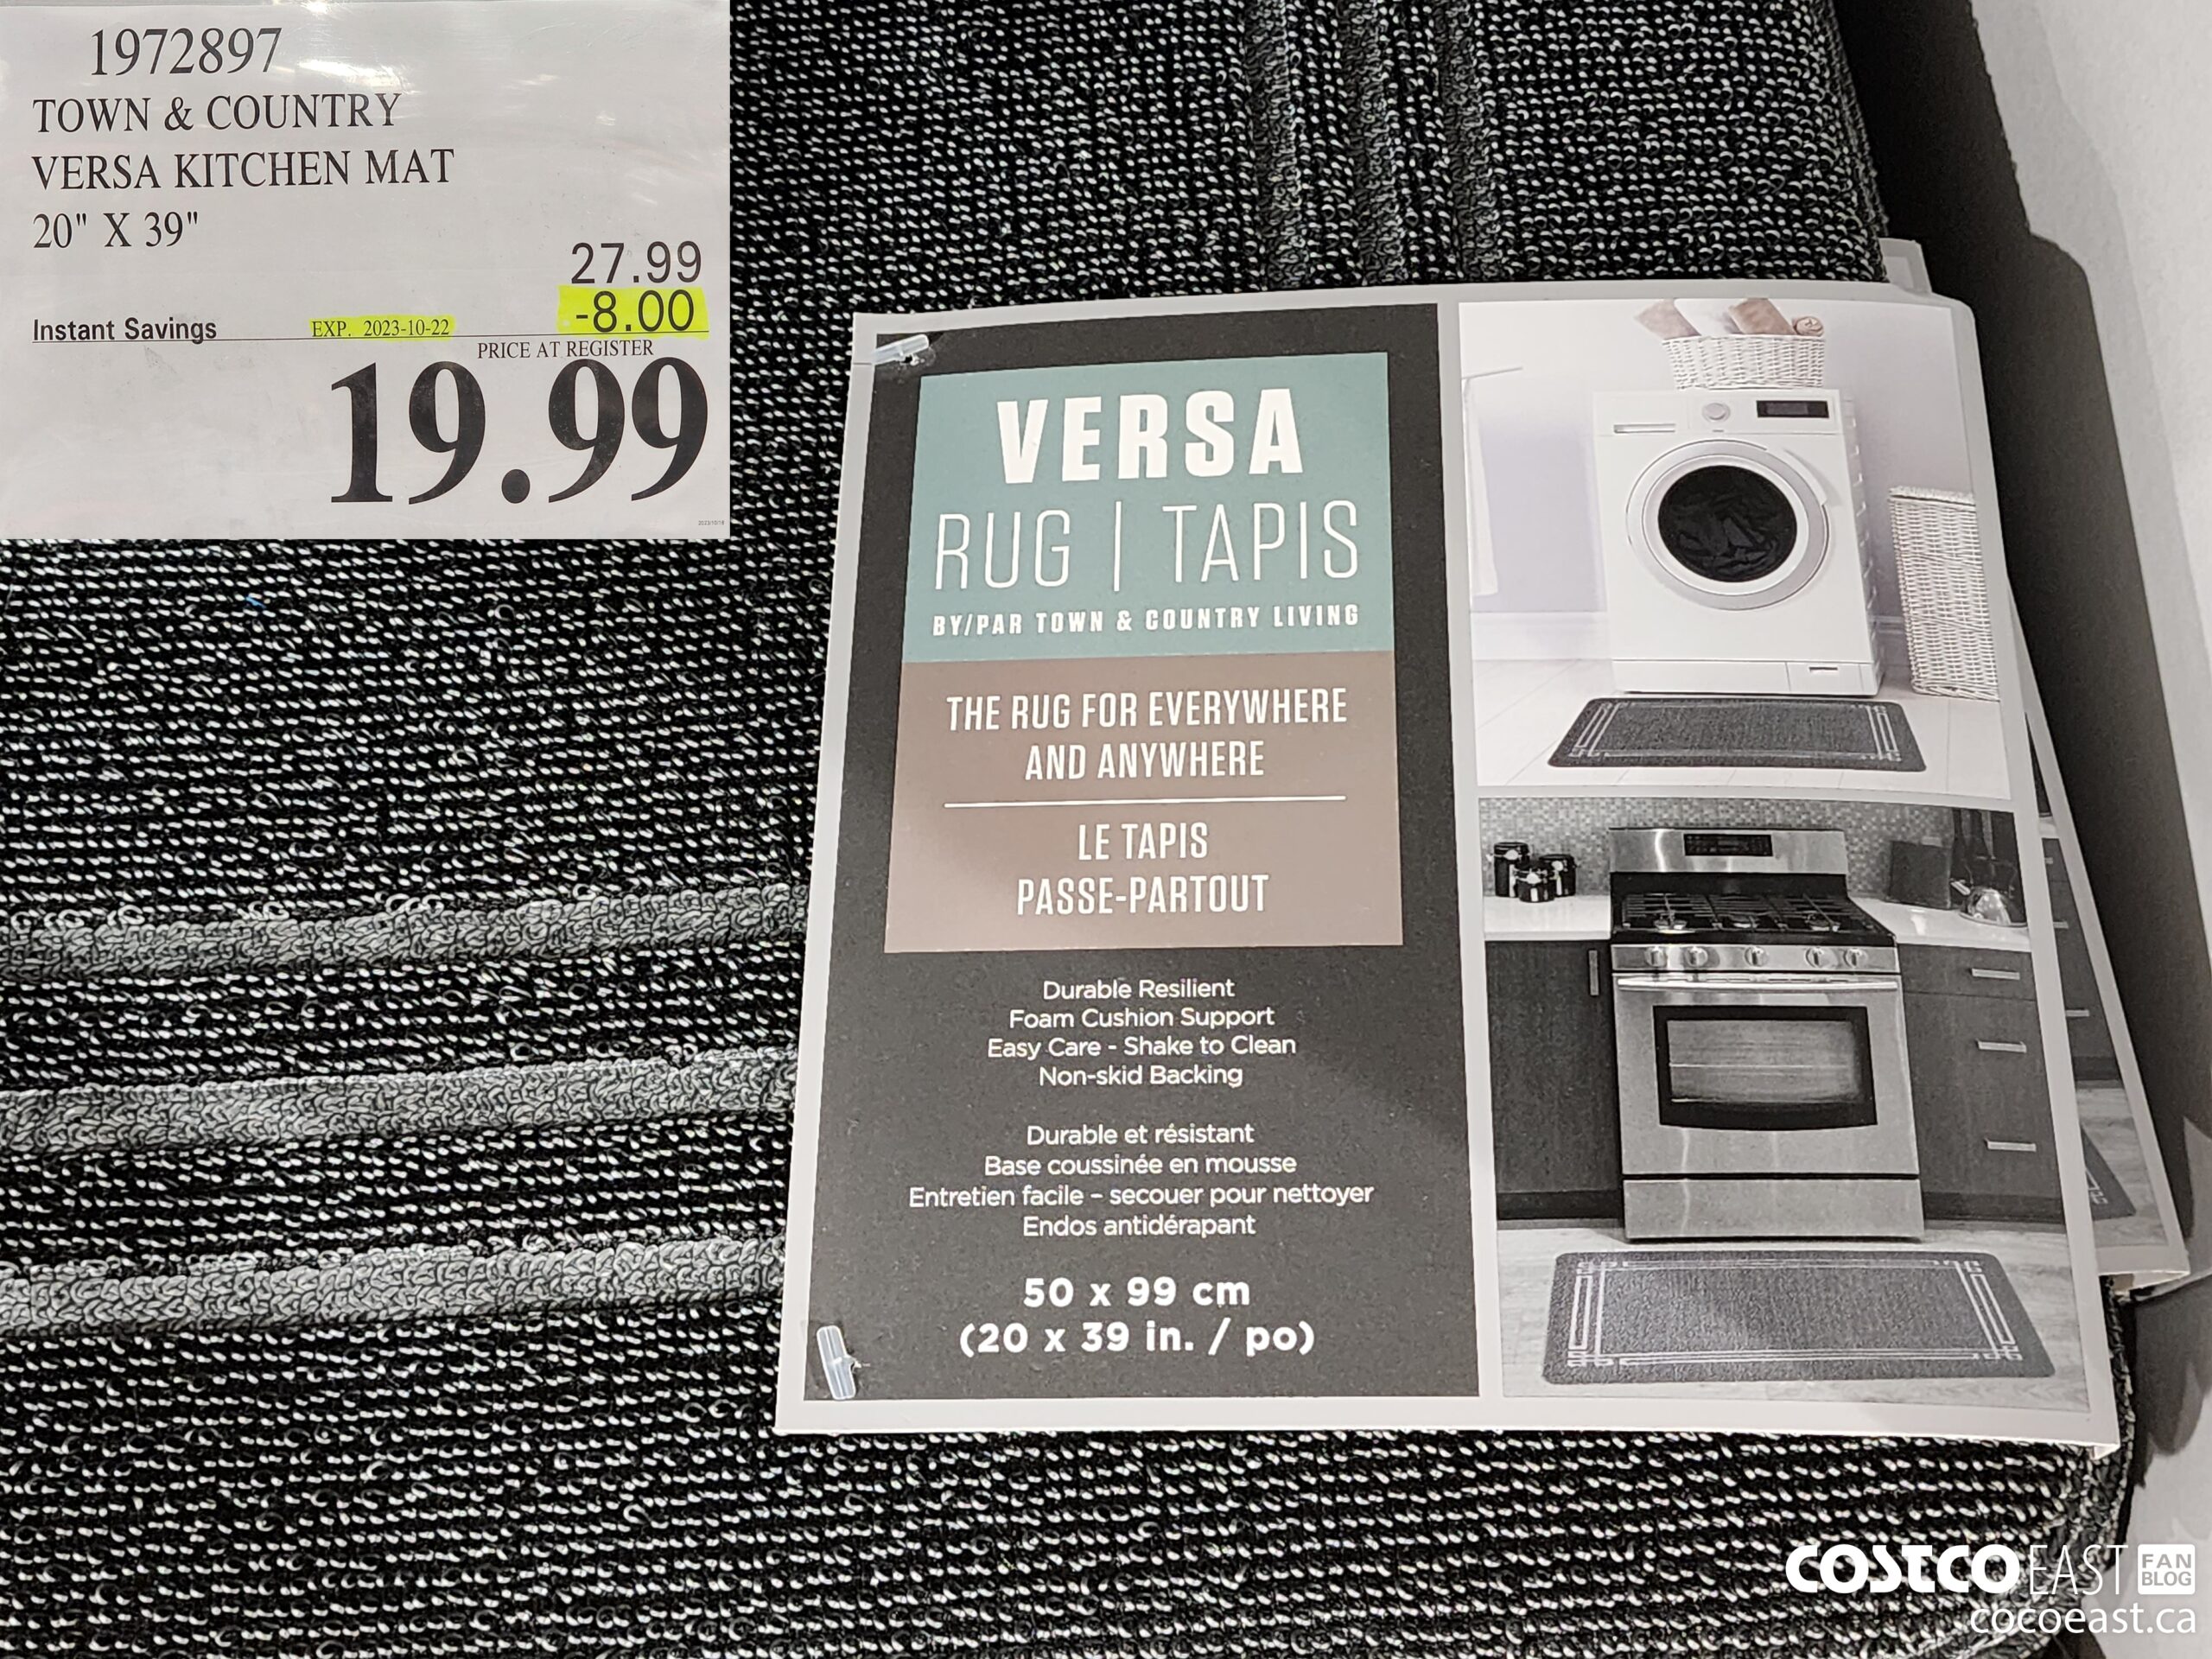 1972897
TOWN & COUNTRY
VERSA KITCHEN MAT
20" X 39"
27.99
-8.00
Instant Savings EXP. 2023-10-22
PRICE AT REGISTER
19.99
VERSA
RUG | TAPIS
BY/PAR TOWN & COUNTRY LIVING
THE RUG FOR EVERYWHERE
AND ANYWHERE
LE TAPIS
PASSE-PARTOUT
Durable Resilient
Foam Cushion Support
Easy Care - Shake to Clean
Non-skid Backing
Durable et résistant
Base coussinée en mousse
Entretien facile – secouer pour nettoyer
Endos antidérapant
50 x 99 cm
(20 x 39 in. / po)
COSTCO EAST FAN
BLOG
cocoeast.ca